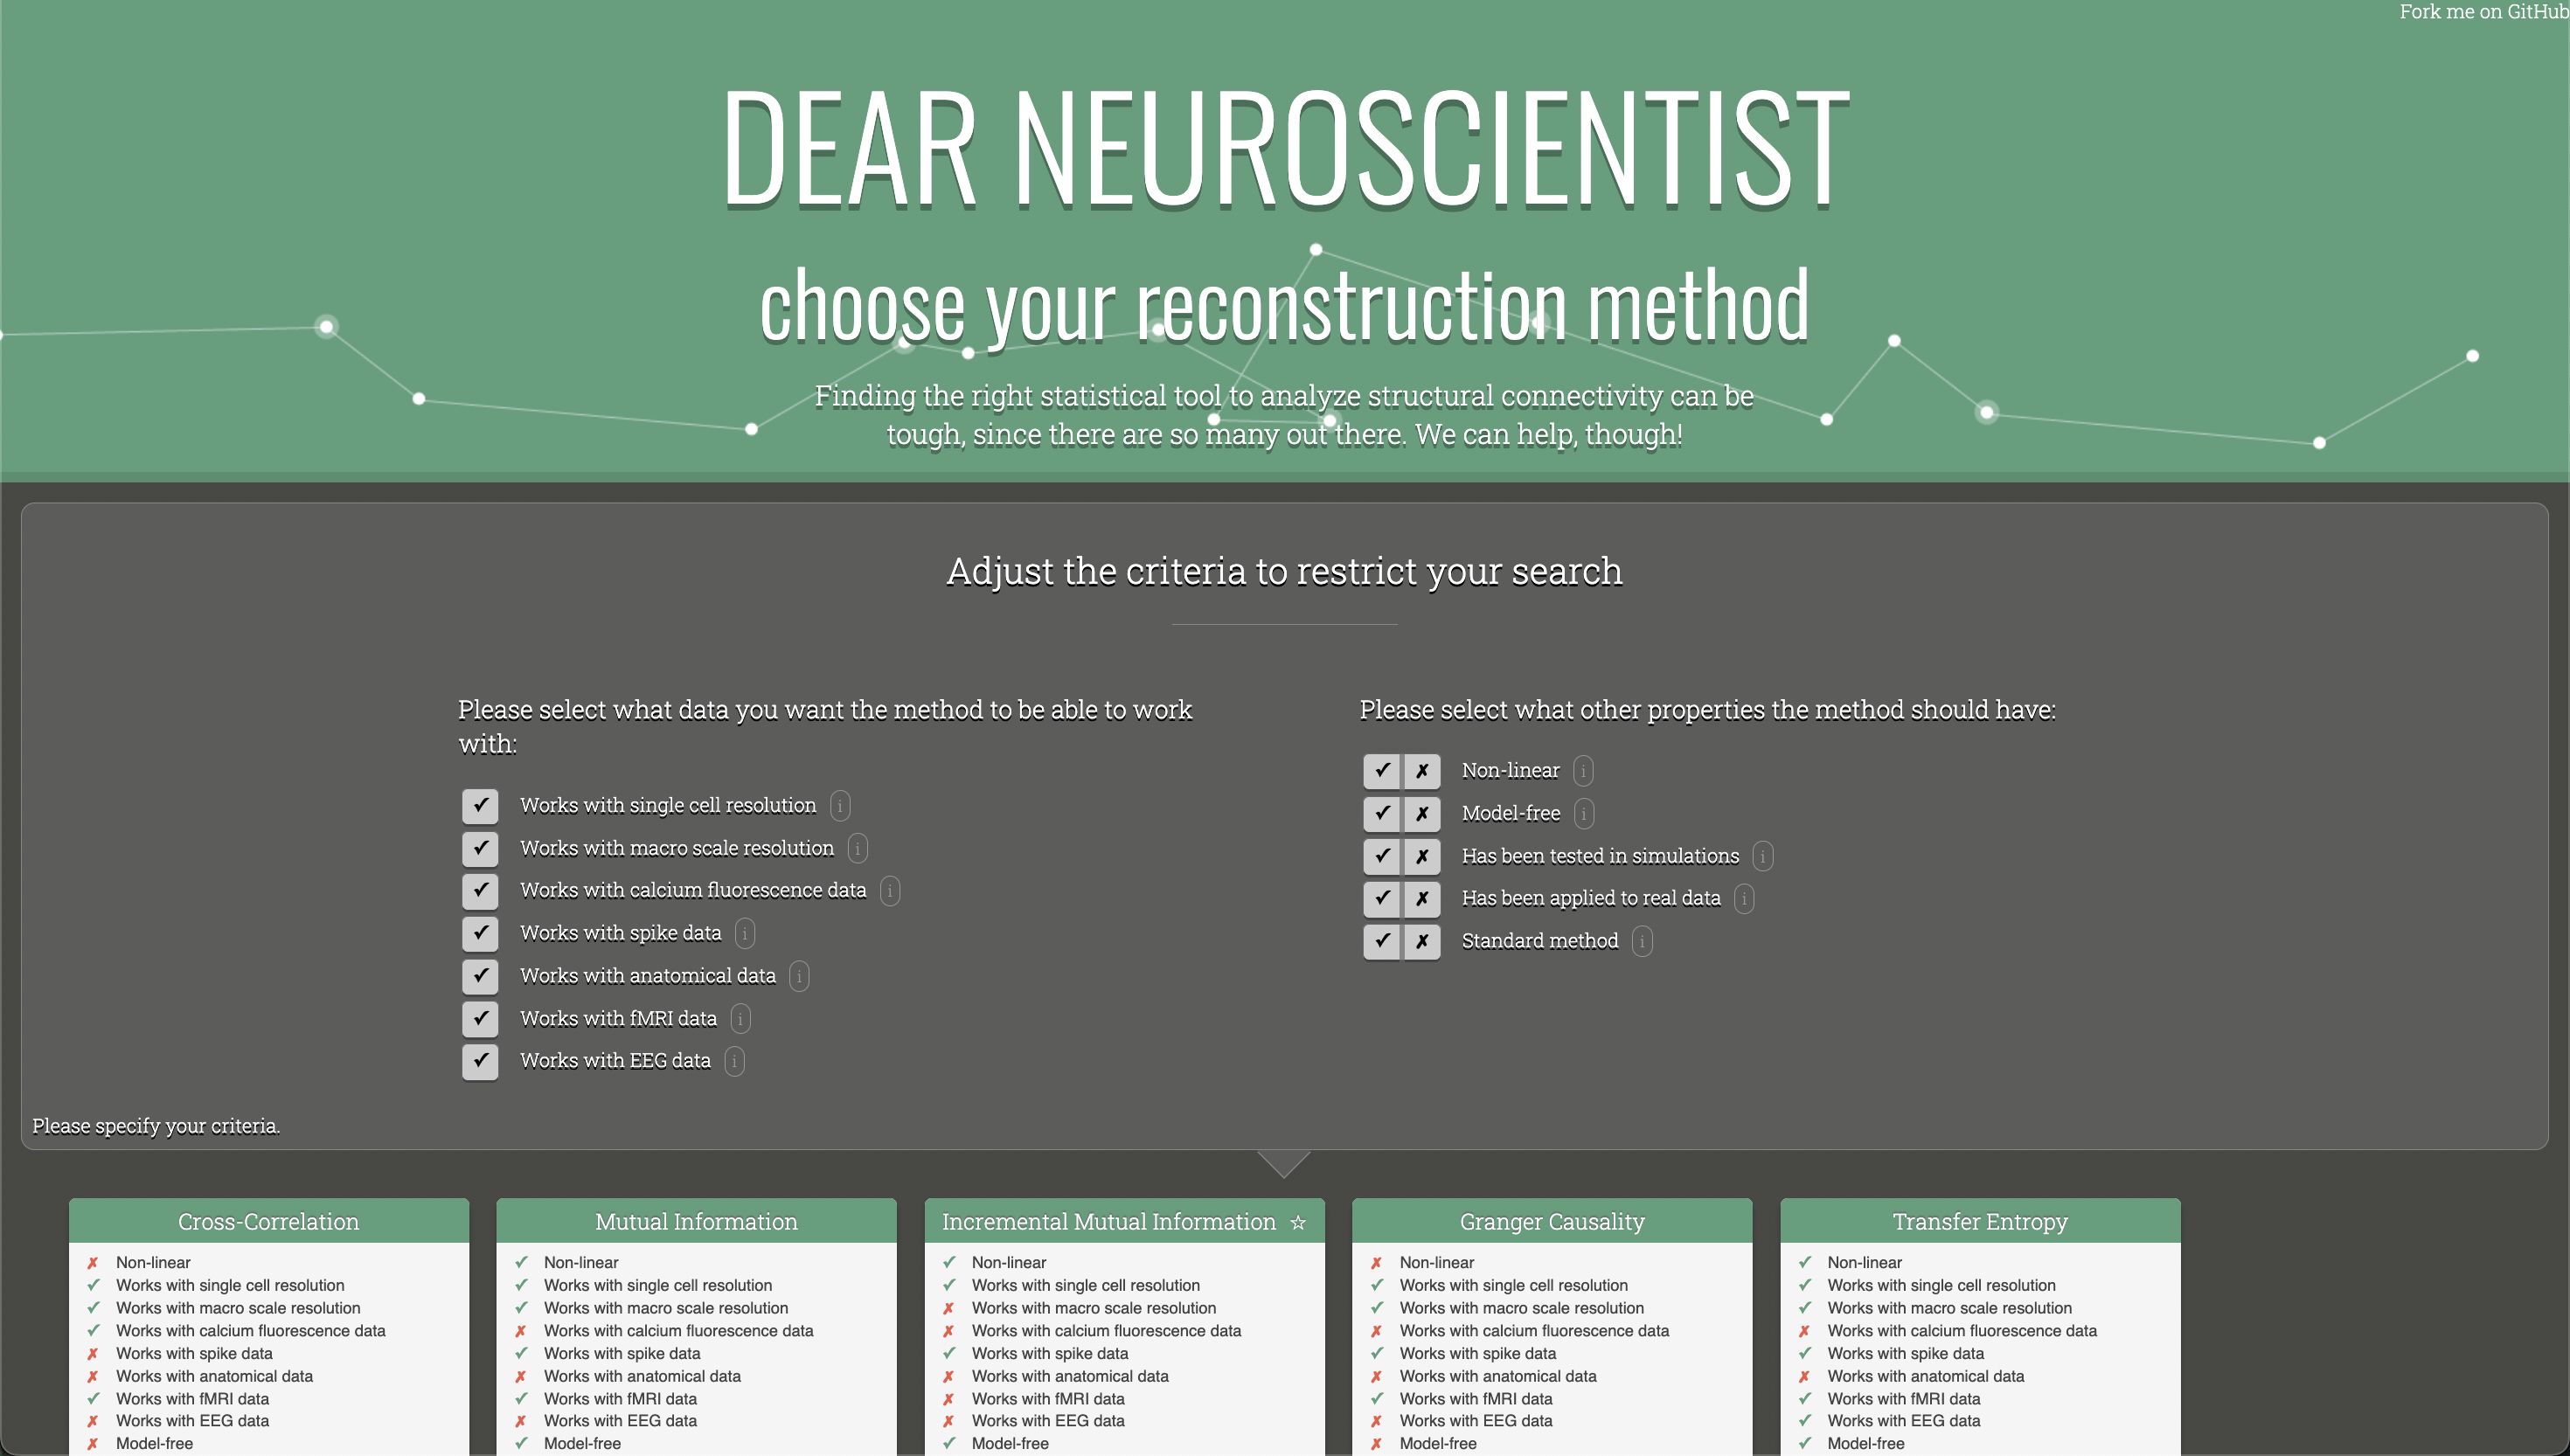 Fork me on GitHub
DEAR NEUROSCIENTIST
choose your reconstruction method
Finding the right statistical tool to analyze structural connectivity can be
tough, since there are so many out there. We can help, though!
Adjust the criteria to restrict your search
Please select what data you want the method to be able to work
with:
✔ Works with single cell resolution i
✔ Works with macro scale resolution i
✔ Works with calcium fluorescence data i
✔ Works with spike data i
✔ Works with anatomical data i
✔ Works with fMRI data i
✔ Works with EEG data i
Please select what other properties the method should have:
✔ ✘ Non-linear i
✔ ✘ Model-free i
✔ ✘ Has been tested in simulations i
✔ ✘ Has been applied to real data i
✔ ✘ Standard method i
Please specify your criteria.
Cross-Correlation
✘ Non-linear
✓ Works with single cell resolution
✓ Works with macro scale resolution
✓ Works with calcium fluorescence data
✘ Works with spike data
✘ Works with anatomical data
✓ Works with fMRI data
✘ Works with EEG data
✘ Model-free
Mutual Information
✓ Non-linear
✓ Works with single cell resolution
✓ Works with macro scale resolution
✘ Works with calcium fluorescence data
✓ Works with spike data
✘ Works with anatomical data
✓ Works with fMRI data
✘ Works with EEG data
✓ Model-free
Incremental Mutual Information ☆
✓ Non-linear
✓ Works with single cell resolution
✘ Works with macro scale resolution
✘ Works with calcium fluorescence data
✓ Works with spike data
✘ Works with anatomical data
✘ Works with fMRI data
✘ Works with EEG data
✓ Model-free
Granger Causality
✘ Non-linear
✓ Works with single cell resolution
✓ Works with macro scale resolution
✘ Works with calcium fluorescence data
✓ Works with spike data
✘ Works with anatomical data
✓ Works with fMRI data
✘ Works with EEG data
✘ Model-free
Transfer Entropy
✓ Non-linear
✓ Works with single cell resolution
✓ Works with macro scale resolution
✘ Works with calcium fluorescence data
✓ Works with spike data
✘ Works with anatomical data
✓ Works with fMRI data
✓ Works with EEG data
✓ Model-free